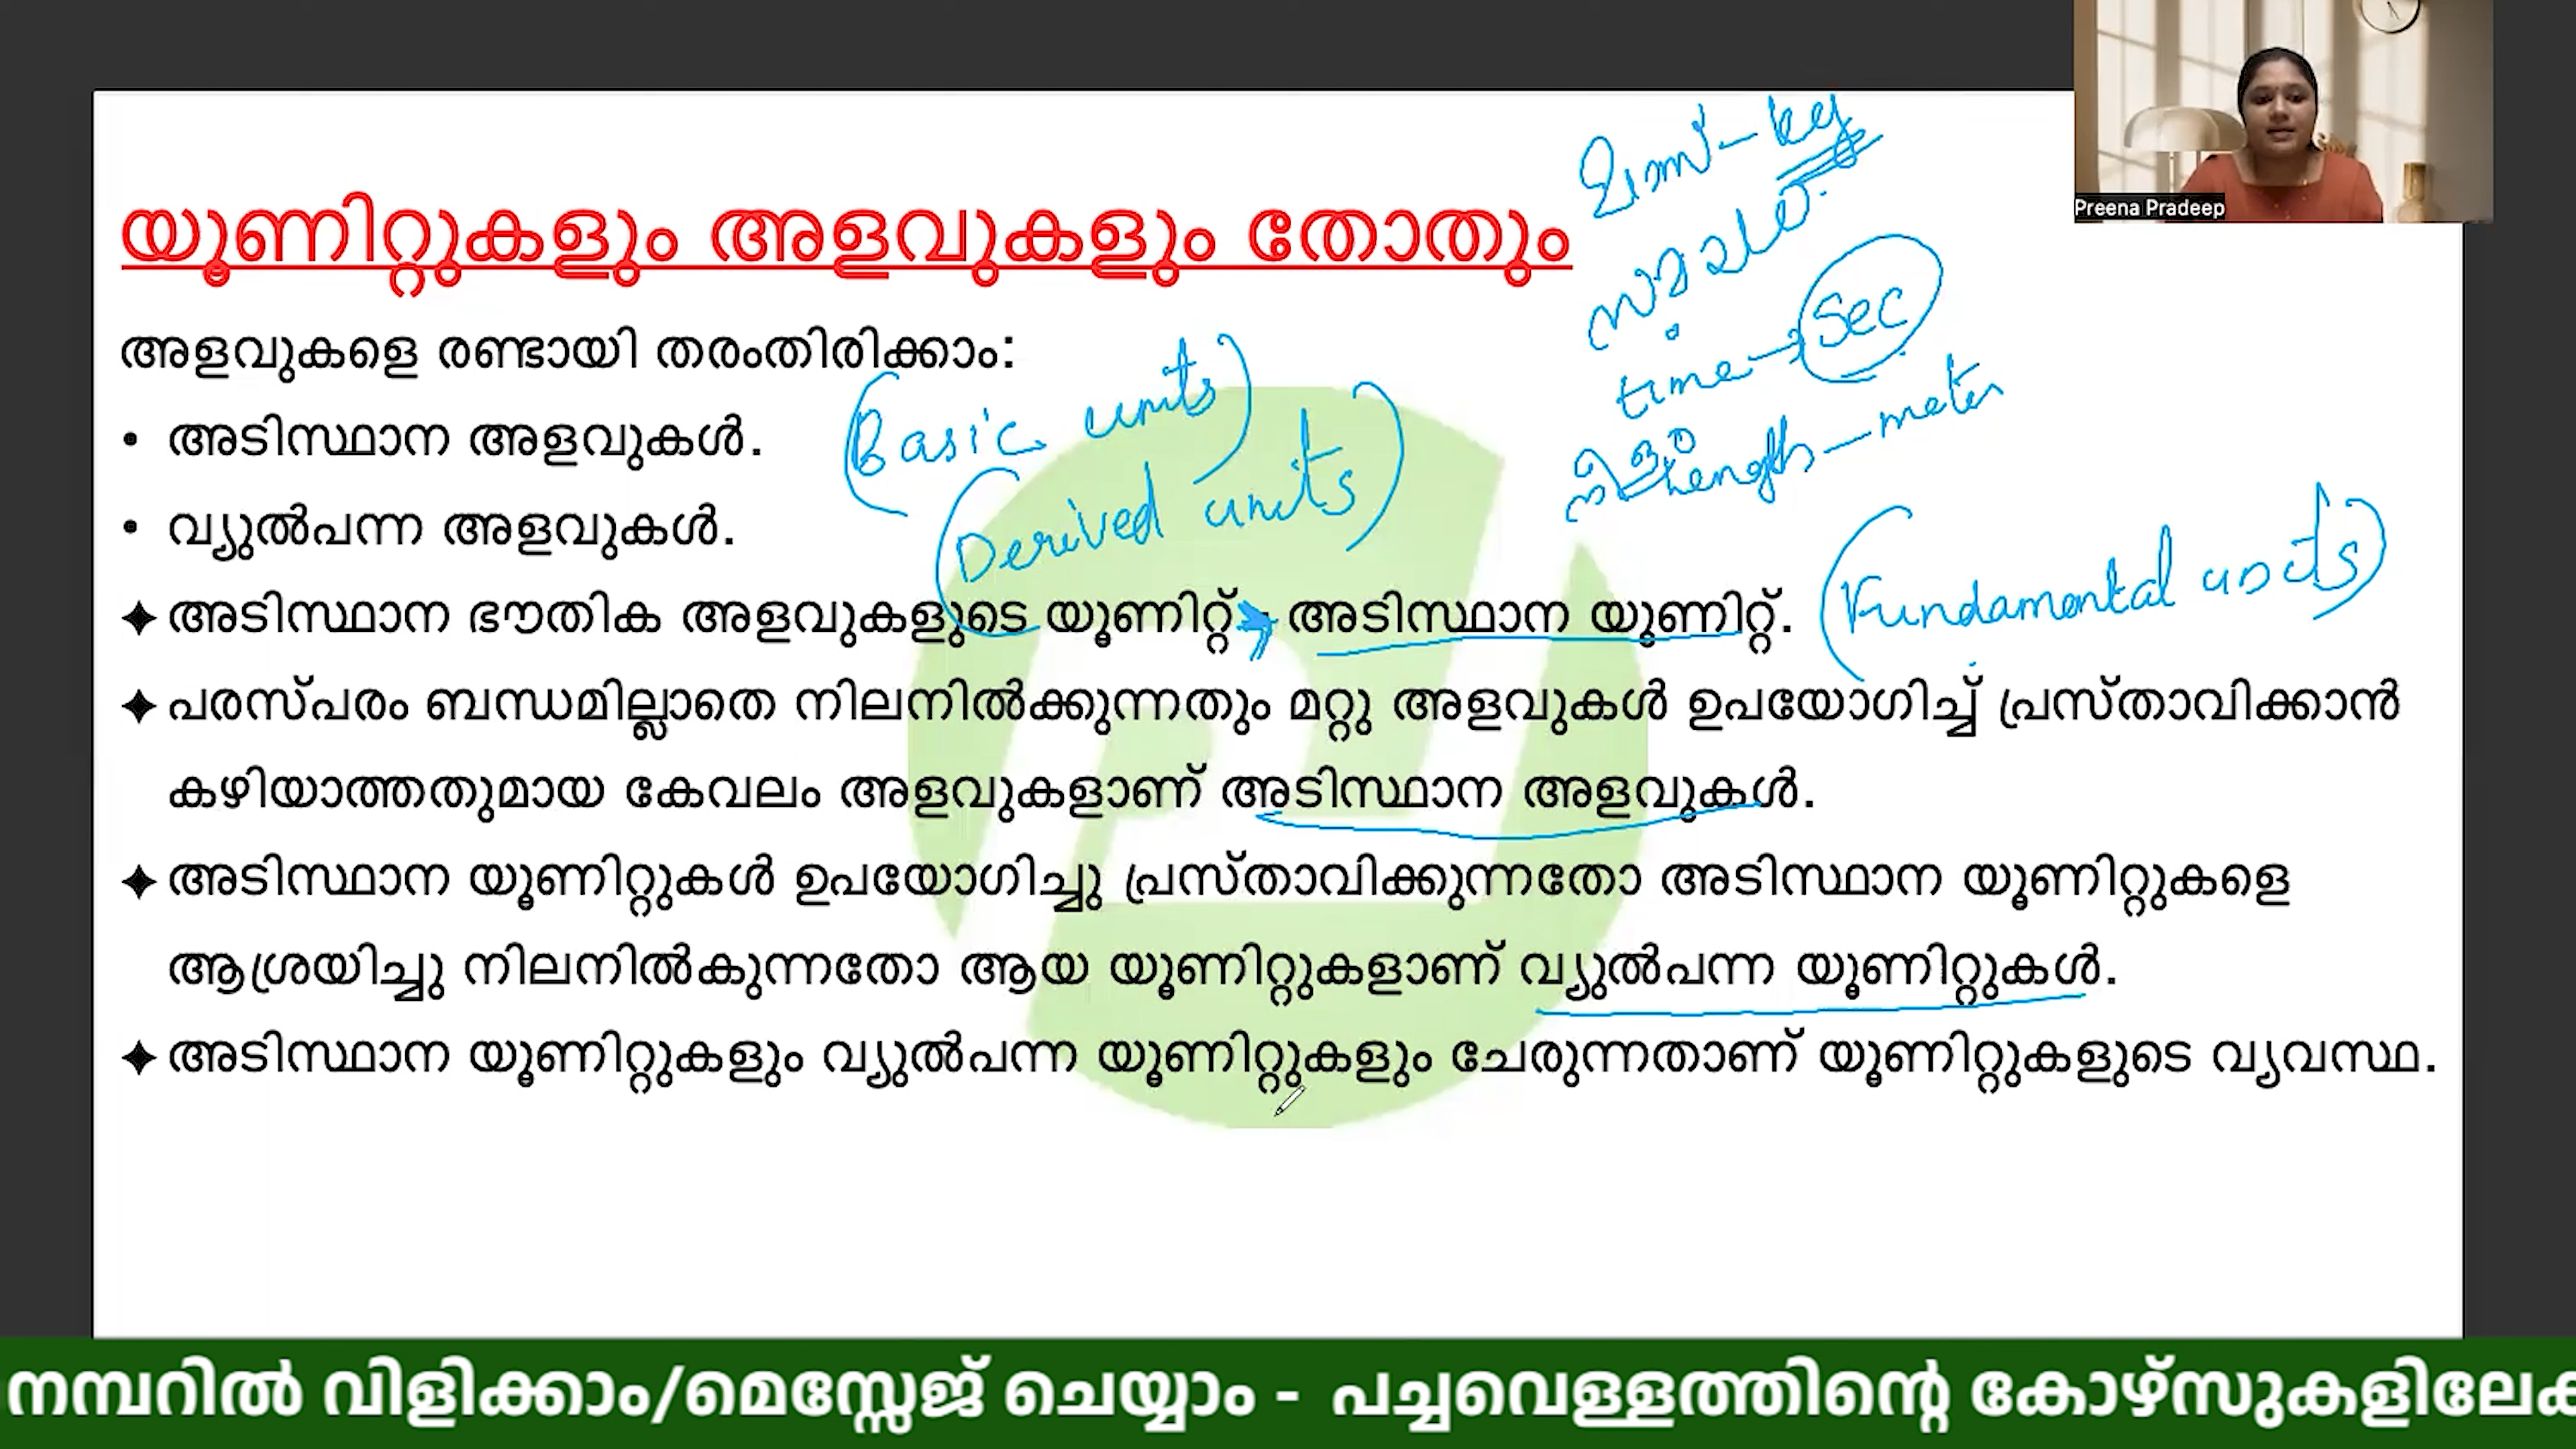 Preena Pradeep
മാസ് - kg
സമയം
time → Sec
നീളം Length - meter
യൂണിറ്റുകളും അളവുകളും തോതും
അളവുകളെ രണ്ടായി തരംതിരിക്കാം:
• അടിസ്ഥാന അളവുകൾ. (Basic units)
• വ്യുൽപന്ന അളവുകൾ. (Derived units)
✦ അടിസ്ഥാന ഭൗതിക അളവുകളുടെ യൂണിറ്റ് - അടിസ്ഥാന യൂണിറ്റ്. (Fundamental units)
✦ പരസ്പരം ബന്ധമില്ലാതെ നിലനിൽക്കുന്നതും മറ്റു അളവുകൾ ഉപയോഗിച്ച് പ്രസ്താവിക്കാൻ
കഴിയാത്തതുമായ കേവലം അളവുകളാണ് അടിസ്ഥാന അളവുകൾ.
✦ അടിസ്ഥാന യൂണിറ്റുകൾ ഉപയോഗിച്ചു പ്രസ്താവിക്കുന്നതോ അടിസ്ഥാന യൂണിറ്റുകളെ
ആശ്രയിച്ചു നിലനിൽകുന്നതോ ആയ യൂണിറ്റുകളാണ് വ്യുൽപന്ന യൂണിറ്റുകൾ.
✦ അടിസ്ഥാന യൂണിറ്റുകളും വ്യുൽപന്ന യൂണിറ്റുകളും ചേരുന്നതാണ് യൂണിറ്റുകളുടെ വ്യവസ്ഥ.
നമ്പറിൽ വിളിക്കാം/മെസ്സേജ് ചെയ്യാം - പച്ചവെള്ളത്തിന്റെ